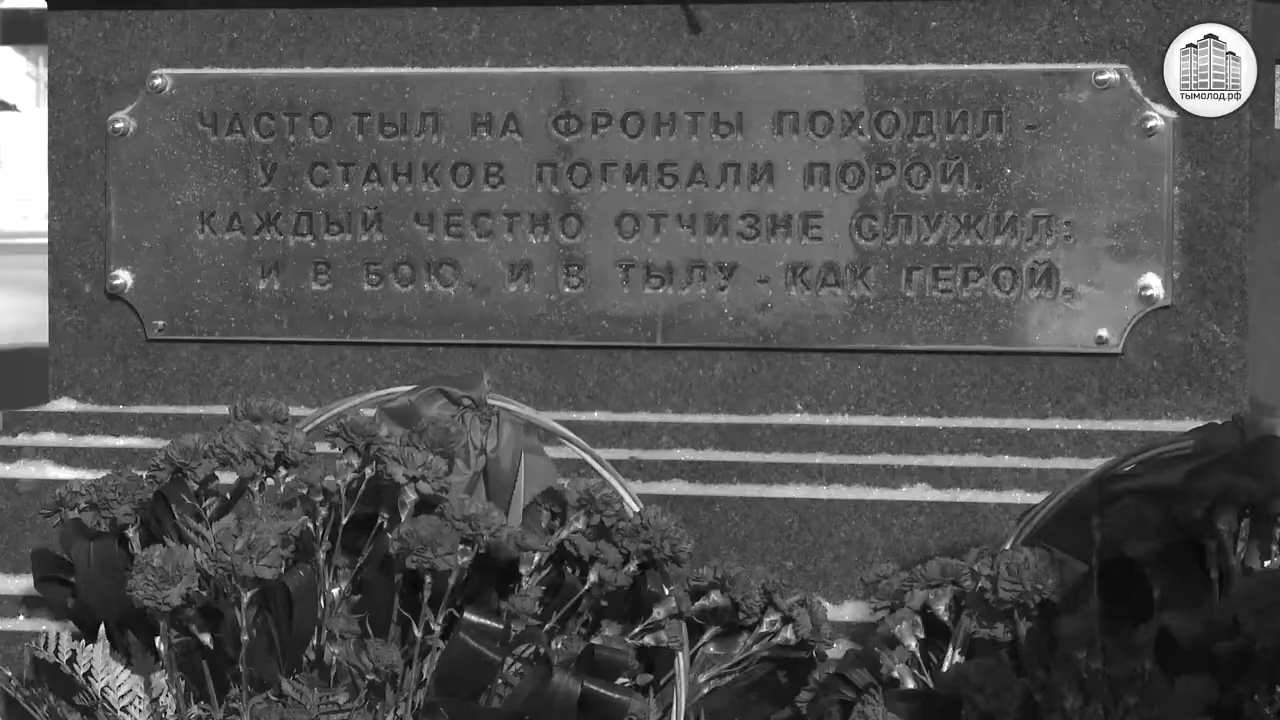 ЧАСТО ТЫЛ НА ФРОНТЫ ПОХОДИЛ -
У СТАНКОВ ПОГИБАЛИ ПОРОЙ.
КАЖДЫЙ ЧЕСТНО ОТЧИЗНЕ СЛУЖИЛ:
И В БОЮ, И В ТЫЛУ - КАК ГЕРОЙ.
ТЫМОЛОД.РФ